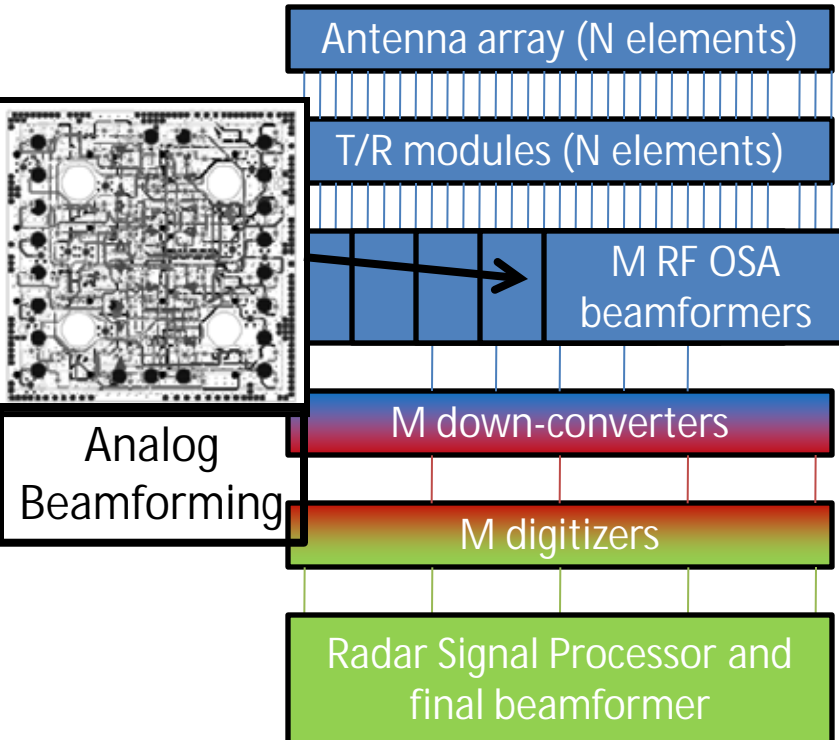 Antenna array (N elements)
T/R modules (N elements)
M RF OSA
beamformers
M down-converters
Analog
Beamforming
M digitizers
Radar Signal Processor and
final beamformer